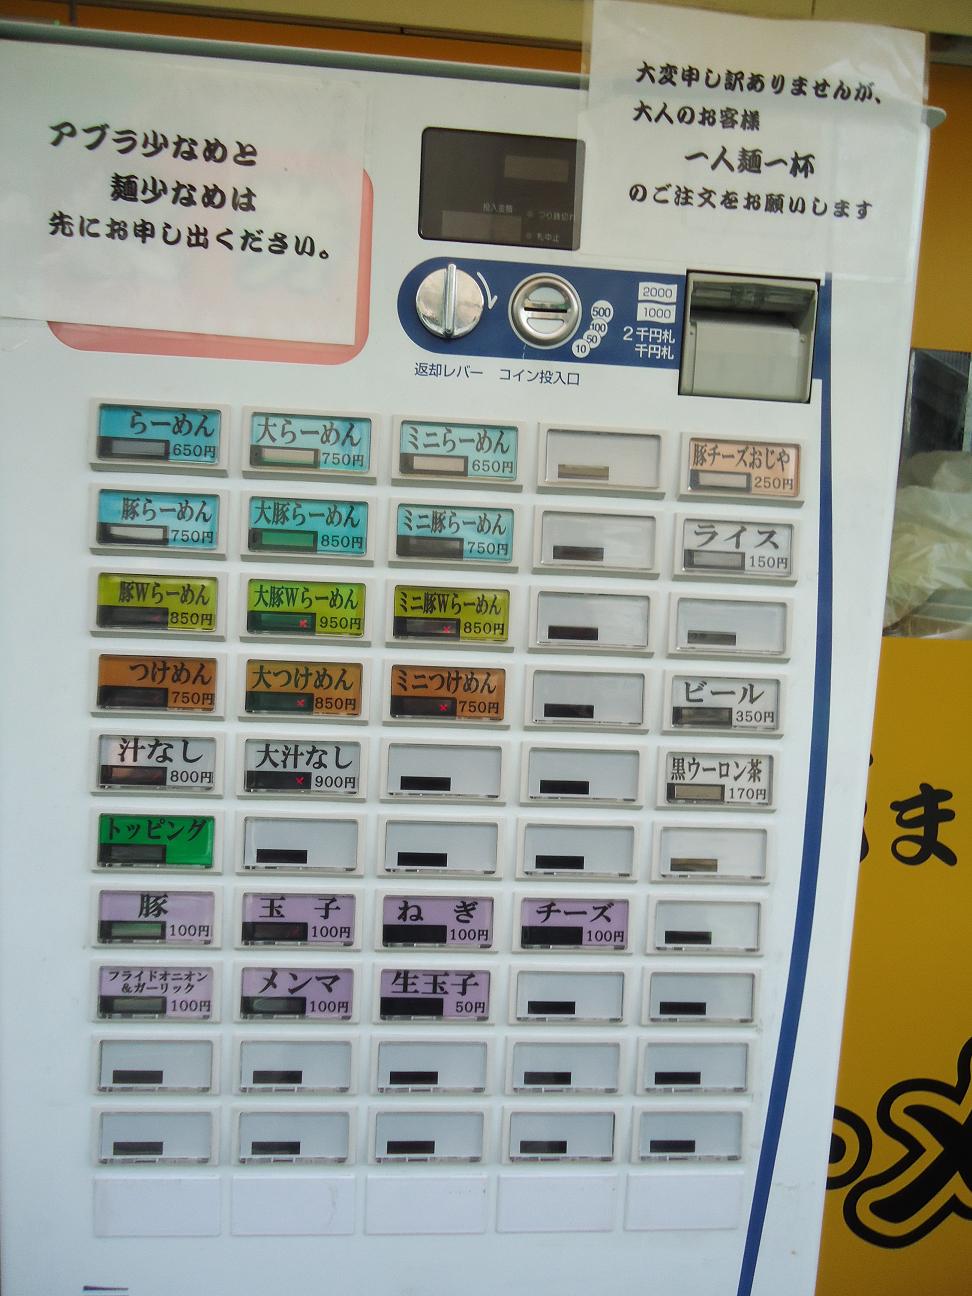 アブラ少なめと
麺少なめは
先にお申し出ください。
大変申し訳ありませんが、
大人のお客様
一人麺一杯
のご注文をお願いします
投入金額
つり銭切れ
札中止
2000
1000
500
100
50
10
2千円札
千円札
返却レバー
コイン投入口
らーめん
650円
大らーめん
750円
ミニらーめん
650円
豚チーズおじや
250円
豚らーめん
750円
大豚らーめん
850円
ミニ豚らーめん
750円
ライス
150円
豚Wらーめん
850円
大豚Wらーめん
950円
ミニ豚Wらーめん
850円
つけめん
750円
大つけめん
850円
ミニつけめん
750円
ビール
350円
汁なし
800円
大汁なし
900円
黒ウーロン茶
170円
トッピング
豚
100円
玉子
100円
ねぎ
100円
チーズ
100円
フライドオニオン
&ガーリック
100円
メンマ
100円
生玉子
50円
ま
メ